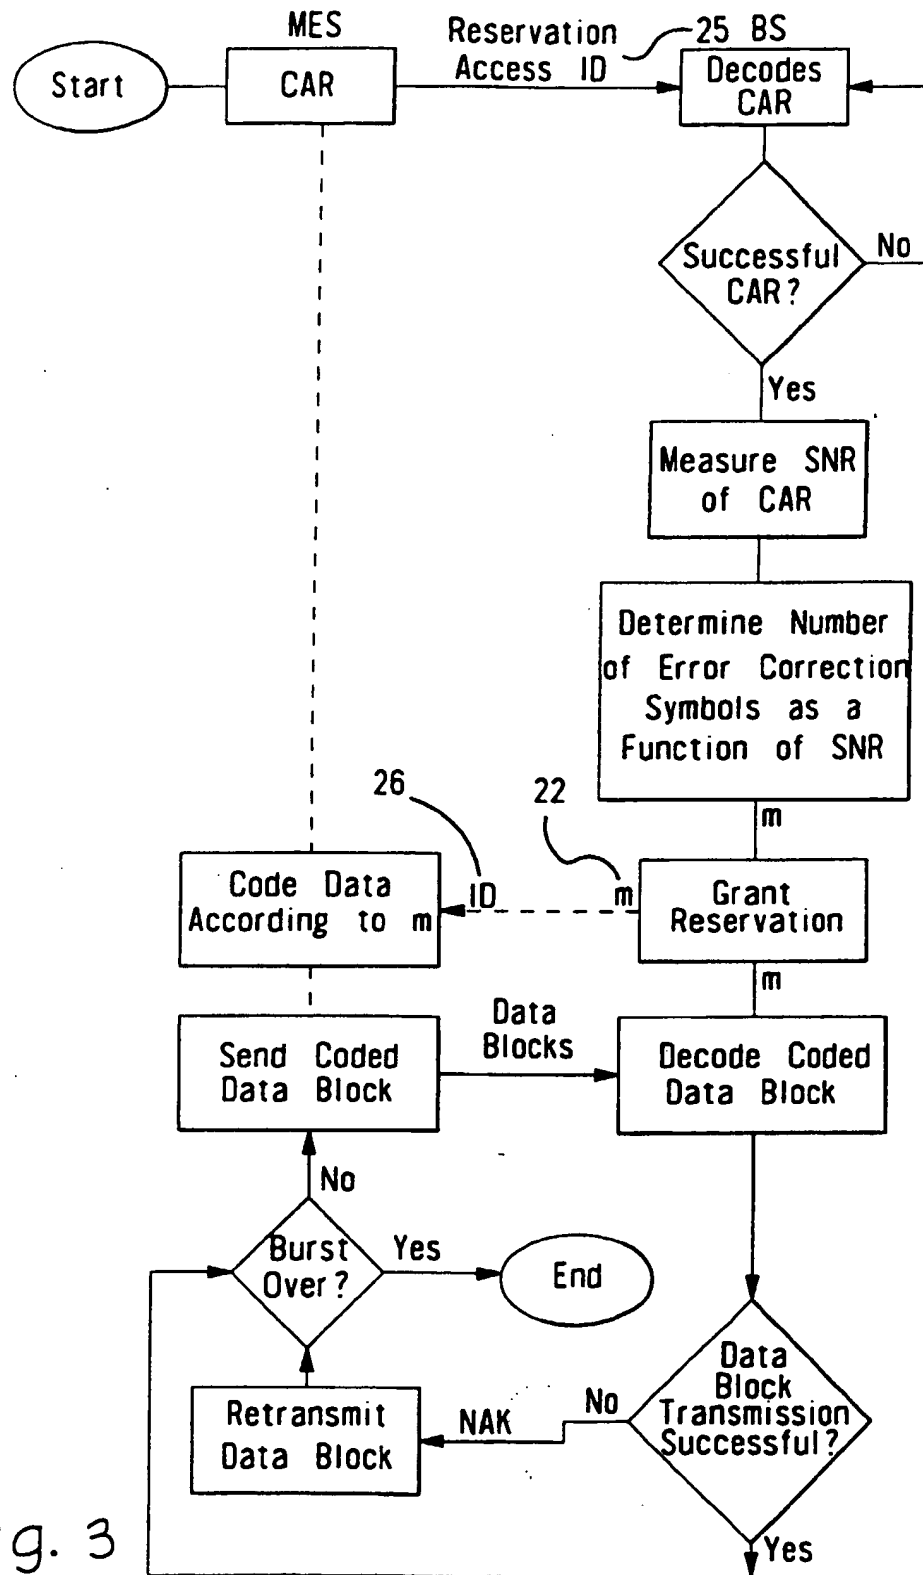 MES
Reservation
Access ID
25 BS
Start
CAR
Decodes
CAR
Successful
CAR?
No
Yes
Measure SNR
of CAR
Determine Number
of Error Correction
Symbols as a
Function of SNR
m
26
22
Code Data
According to m
ID
m
Grant
Reservation
m
Send Coded
Data Block
Data
Blocks
Decode Coded
Data Block
No
Burst
Over?
Yes
End
Data
Block
Transmission
Successful?
No
NAK
Retransmit
Data Block
Yes
g. 3